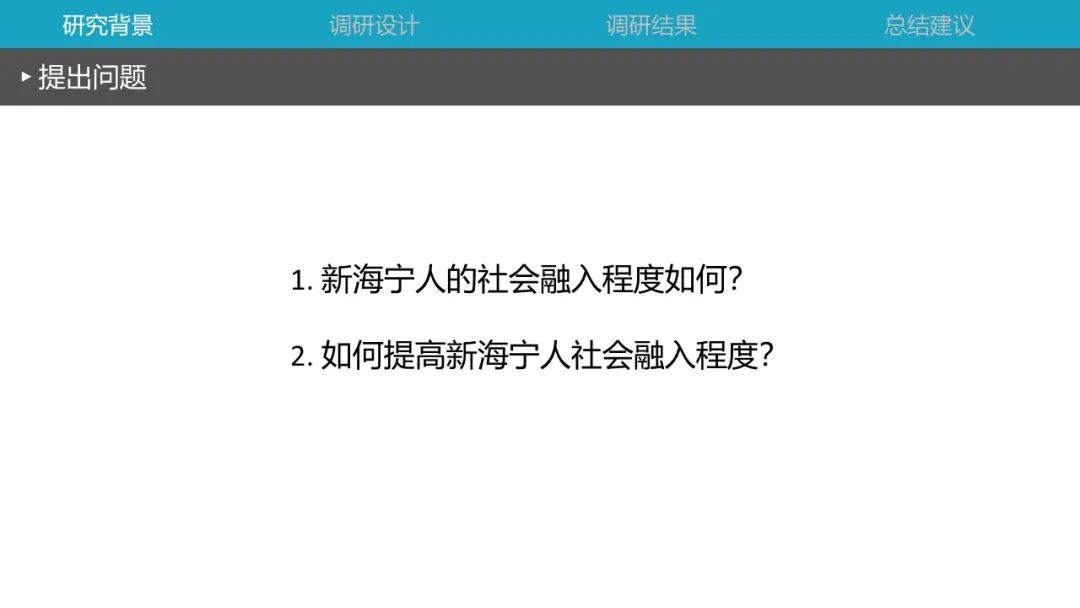 研究背景 调研设计 调研结果 总结建议
提出问题
1. 新海宁人的社会融入程度如何？
2. 如何提高新海宁人社会融入程度？